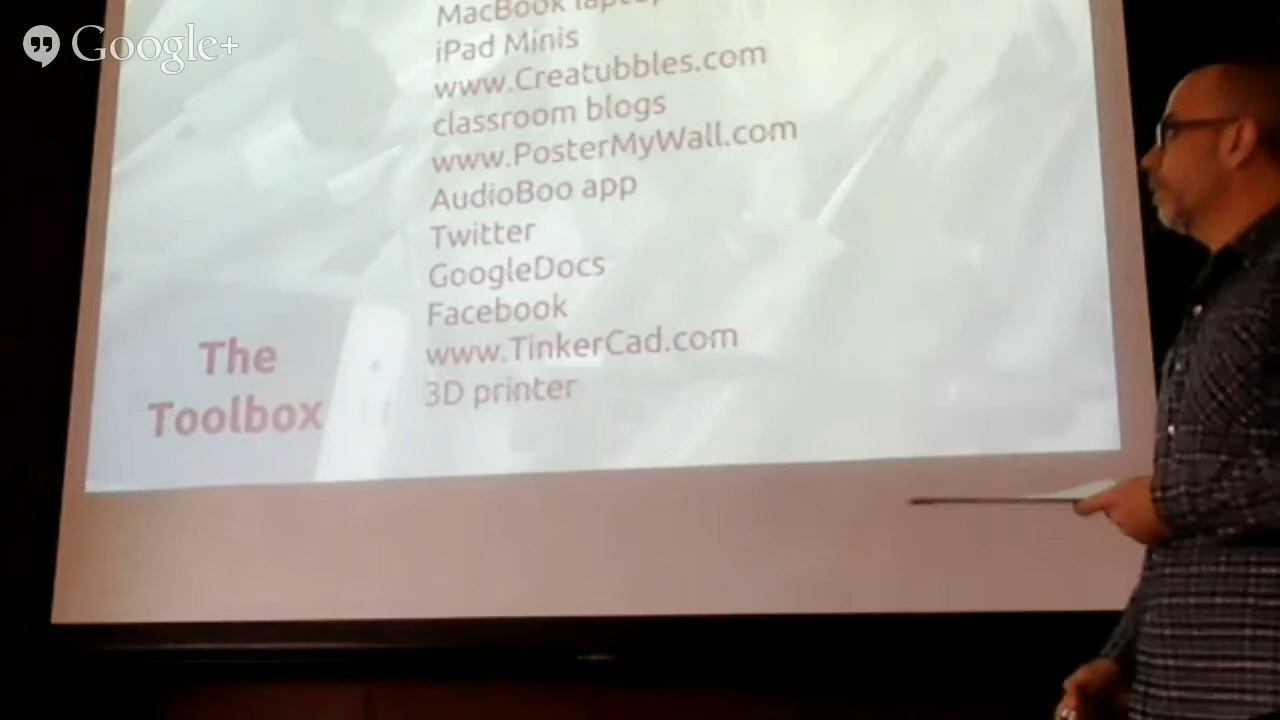 Google+
MacBook
iPad Minis
www.Creatubbles.com
classroom blogs
www.PosterMyWall.com
AudioBoo app
Twitter
GoogleDocs
Facebook
www.TinkerCad.com
3D printer
The
Toolbox